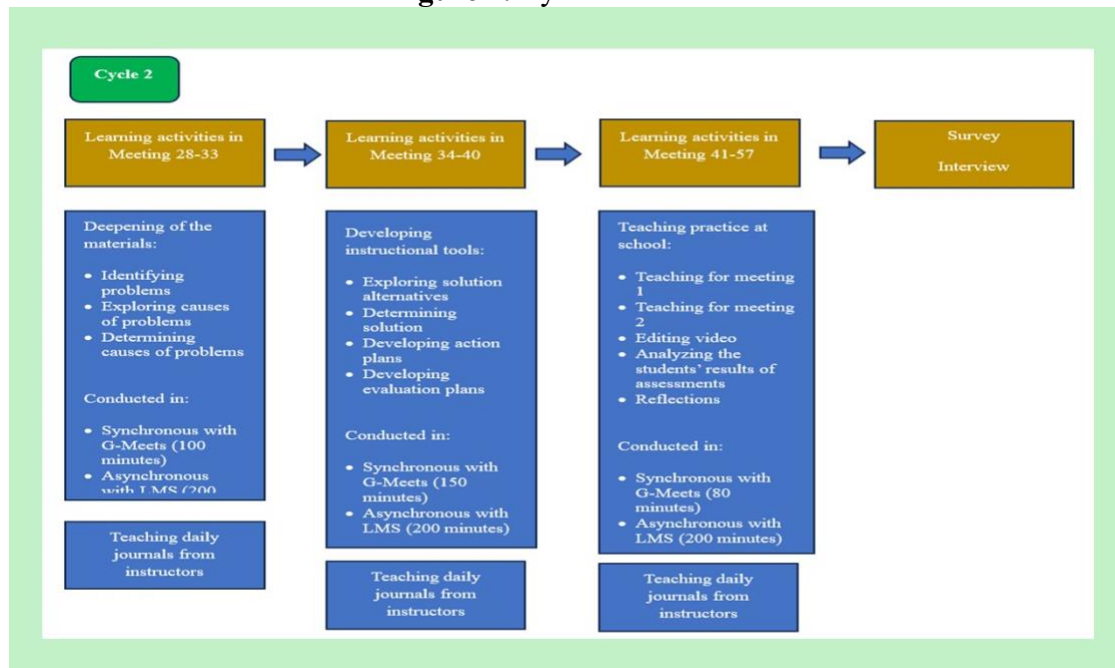 Cycle 2
Learning activities in
Meeting 28-33
Learning activities in
Meeting 34-40
Learning activities in
Meeting 41-57
Survey
Interview
Deepening of the
materials:
• Identifying
problems
• Exploring causes
of problems
• Determining
causes of problems
Conducted in:
• Synchronous with
G-Meets (100
minutes)
• Asynchronous
with LMS (200
Teaching daily
journals from
instructors
Developing
instructional tools:
• Exploring solution
alternatives
• Determining
solution
• Developing action
plans
• Developing
evaluation plans
Conducted in:
• Synchronous with
G-Meets (150
minutes)
• Asynchronous with
LMS (200 minutes)
Teaching daily
journals from
instructors
Teaching practice at
school:
• Teaching for meeting
1
• Teaching for meeting
2
• Editing video
• Analyzing the
students' results of
assessments
• Reflections
Conducted in:
• Synchronous with
G-Meets (80
minutes)
• Asynchronous with
LMS (200 minutes)
Teaching daily
journals from
instructors